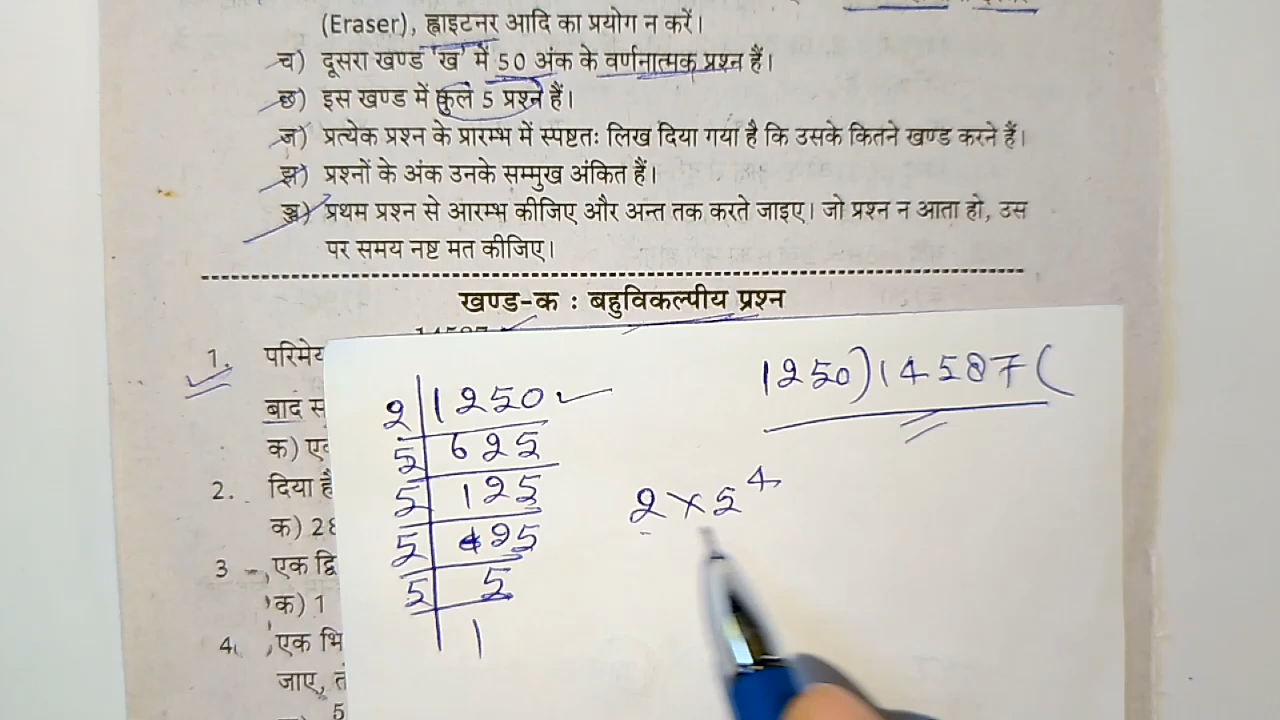 (Eraser), ह्वाइटनर आदि का प्रयोग न करें।
च) दूसरा खण्ड 'ख' में 50 अंक के वर्णनात्मक प्रश्न हैं।
छ) इस खण्ड में कुल 5 प्रश्न हैं।
ज) प्रत्येक प्रश्न के प्रारम्भ में स्पष्टतः लिख दिया गया है कि उसके कितने खण्ड करने हैं।
झ) प्रश्नों के अंक उनके सम्मुख अंकित हैं।
ञ) प्रथम प्रश्न से आरम्भ कीजिए और अन्त तक करते जाइए। जो प्रश्न न आता हो, उस
पर समय नष्ट मत कीजिए।
खण्ड-क : बहुविकल्पीय प्रश्न
1. परिमेय
बाद
क)
2. दिया है
क) 28
3 एक
क) 1
4. एक
जाए,
5
2 1250
5 625
5 125
5 25
5 5
1
2 × 5⁴
1250)14587(